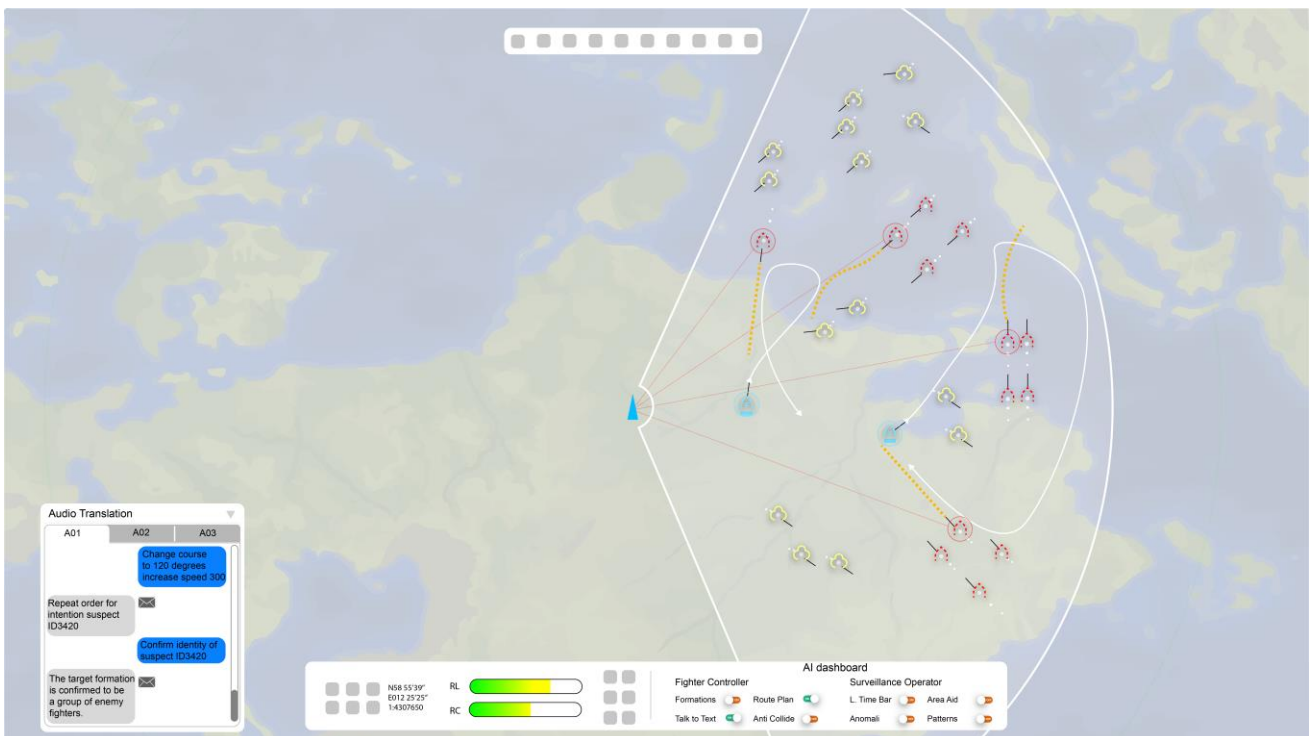 Audio Translation
A01
A02
A03
Change course
to 120 degrees
increase speed 300
Repeat order for
intention suspect
ID3420
Confirm identity of
suspect ID3420
The target formation
is confirmed to be
a group of enemy
fighters.
N58 55'39"
E012 25'25"
1:4307650
RL
RC
AI dashboard
Fighter Controller
Surveillance Operator
Formations
Route Plan
L. Time Bar
Area Aid
Talk to Text
Anti Collide
Anomali
Patterns